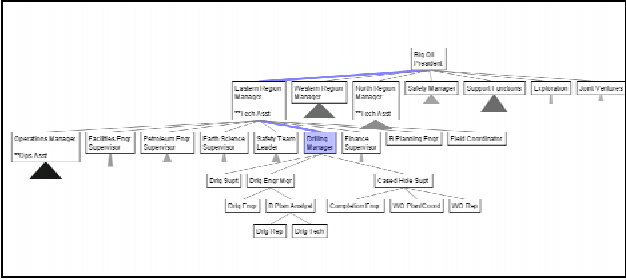 Big Oil
President
Eastern Region
Manager
**Tech Asst
Western Region
Manager
North Region
Manager
**Tech Asst
Safety Manager
Support Functions
Exploration
Joint Ventures
Operations Manager
**Ops Asst
Facilities Engr
Supervisor
Petroleum Engr
Supervisor
Earth Science
Supervisor
Safety Team
Leader
Drilling
Manager
Finance
Supervisor
B Planning Engr
Field Coordinator
Drlg Supt
Drlg Engr Mgr
Cased Hole Supt
Drlg Engr
B Plan Analyst
Completion Engr
WO Plan/Coord
WO Rep
Drlg Rep
Drlg Tech